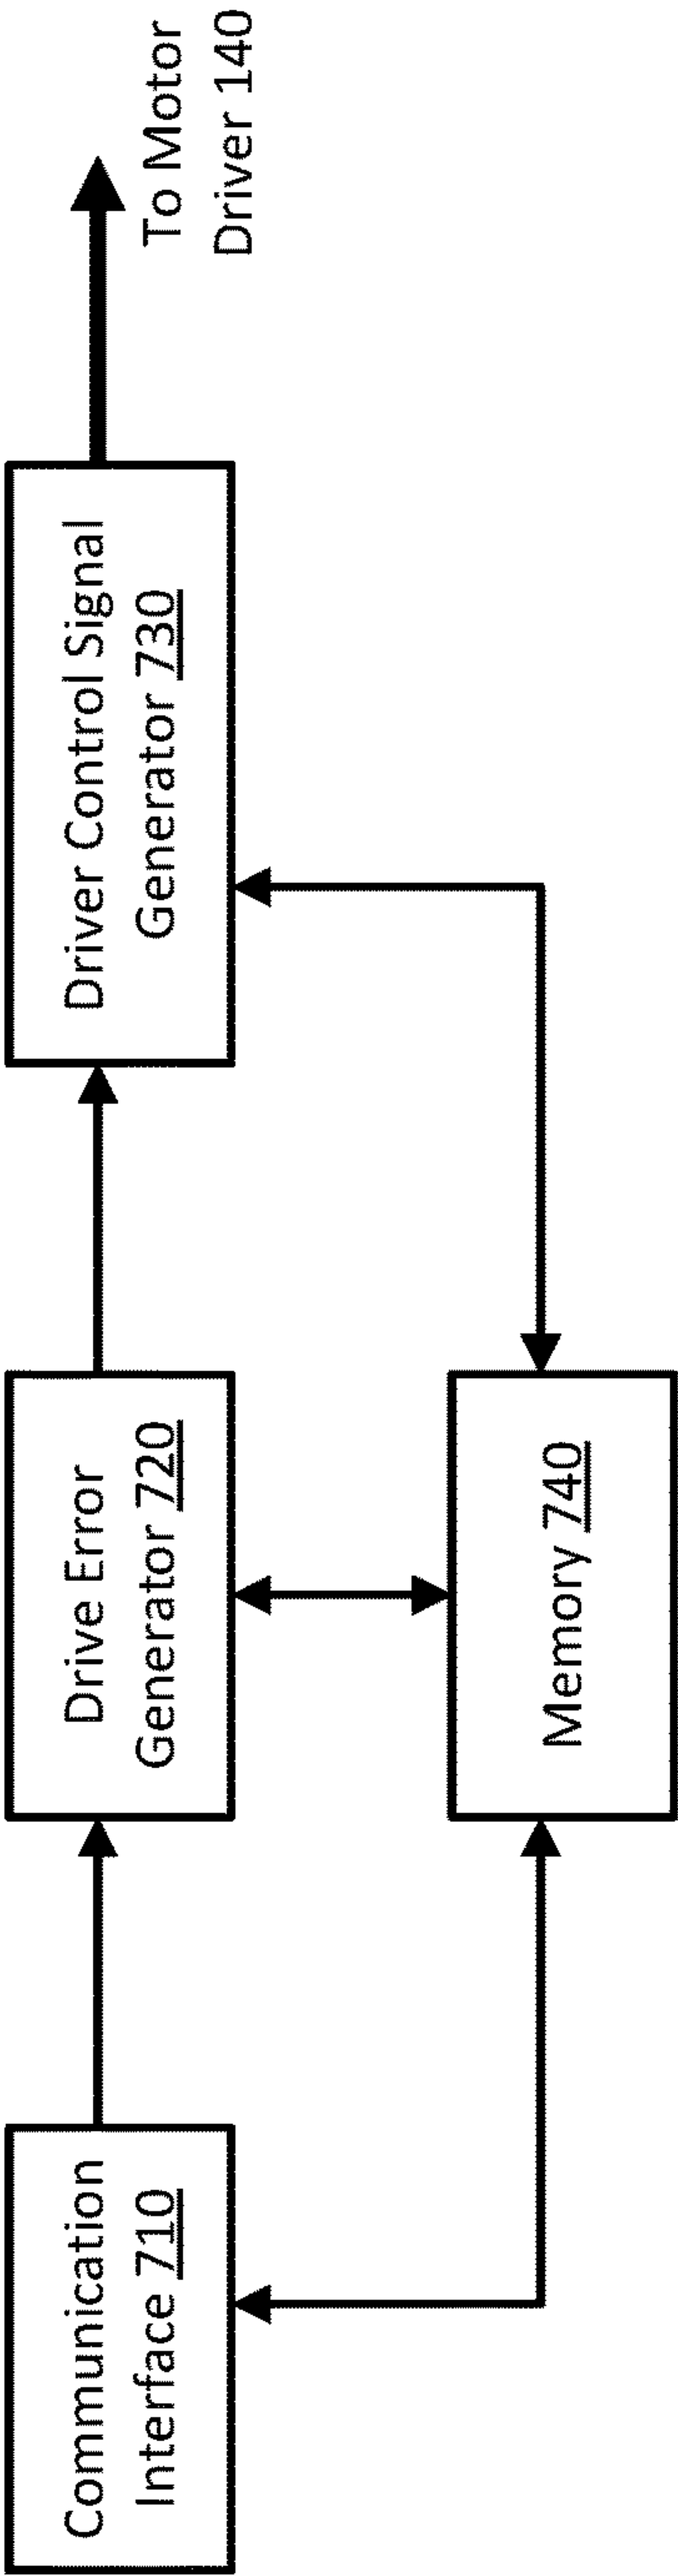 Communication
Interface 710
Drive Error
Generator 720
Driver Control Signal
Generator 730
To Motor
Driver 140
Memory 740